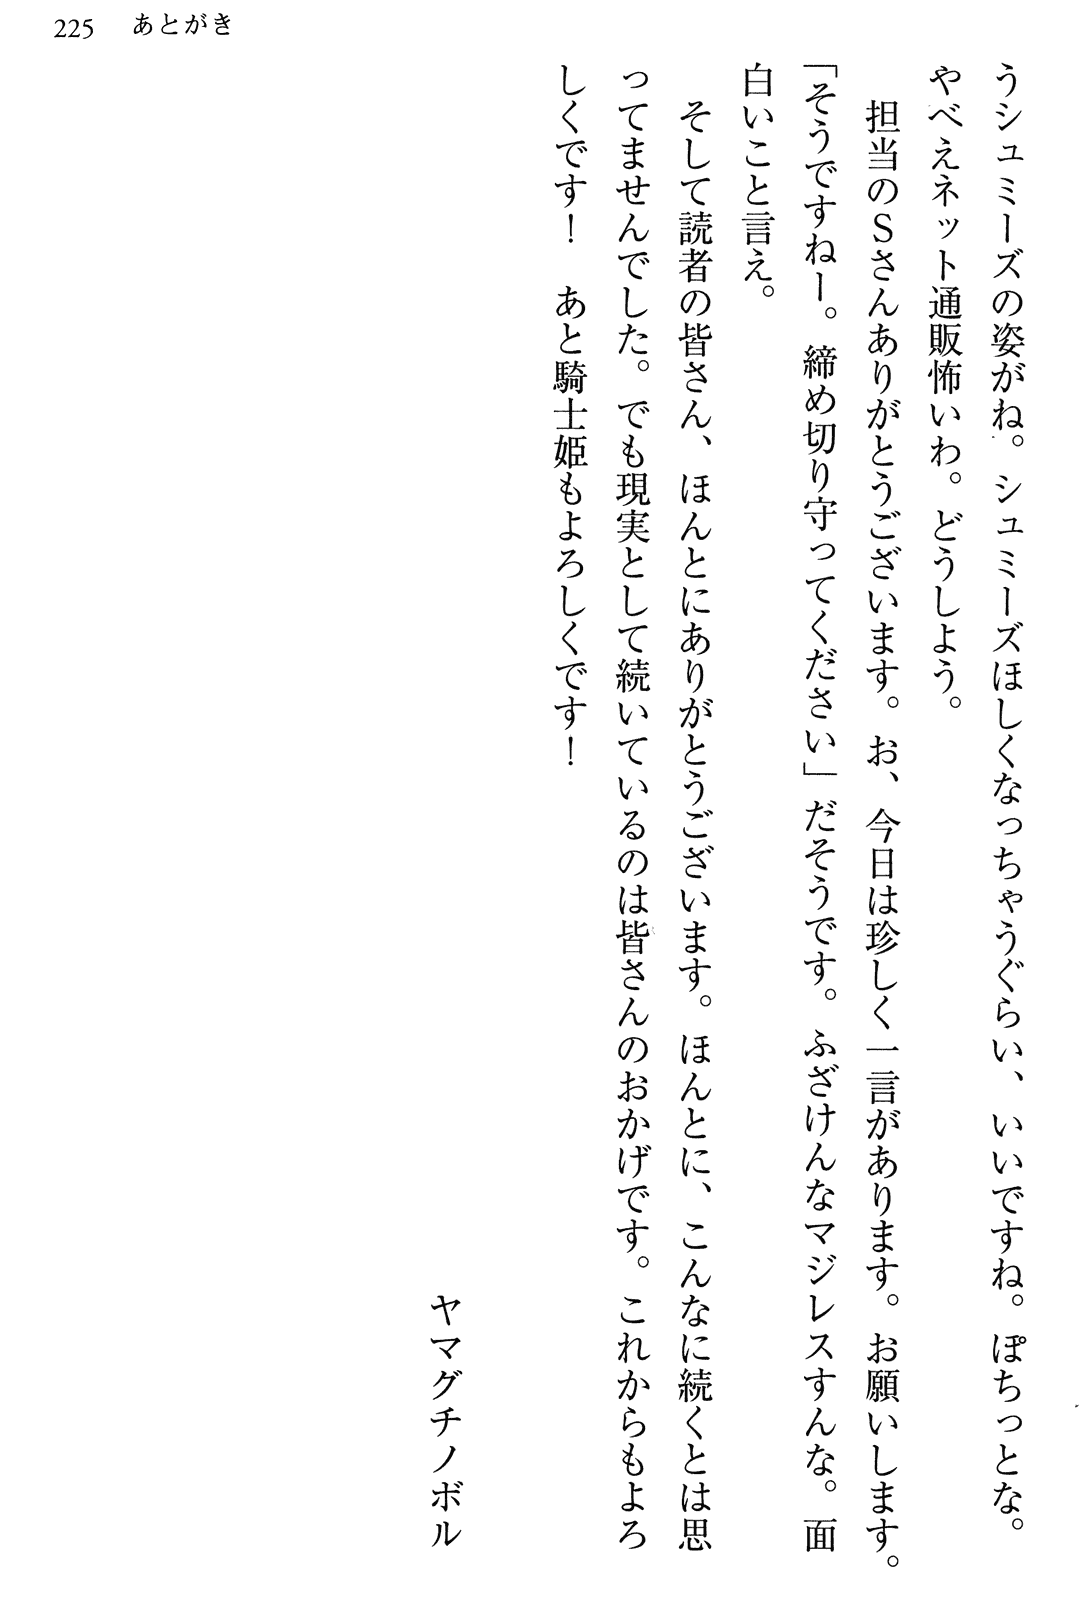 225 あとがき
うシュミーズの姿がね。シュミーズほしくなっちゃうぐらい、いいですね。ぽちっとな。
やべえネット通販怖いわ。どうしよう。
　担当のSさんありがとうございます。お、今日は珍しく一言があります。お願いします。
「そうですねー。締め切り守ってください」だそうです。ふざけんなマジレスすんな。面
白いこと言え。
　そして読者の皆さん、ほんとにありがとうございます。ほんとに、こんなに続くとは思
ってませんでした。でも現実として続いているのは皆さんのおかげです。これからもよろ
しくです！　あと騎士姫もよろしくです！
ヤマグチノボル